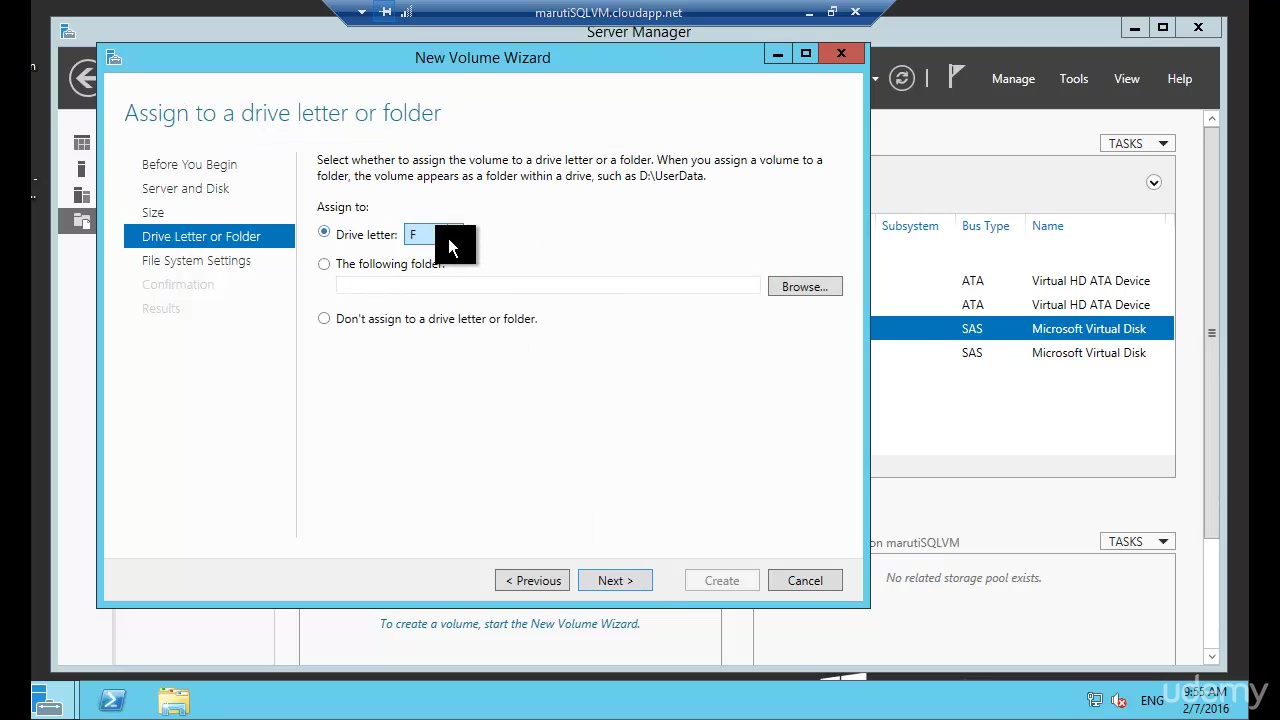 marutiSQLVM.cloudapp.net
Server Manager
New Volume Wizard
Manage Tools View Help
Assign to a drive letter or folder
Before You Begin
Server and Disk
Size
Drive Letter or Folder
File System Settings
Confirmation
Results
Select whether to assign the volume to a drive letter or a folder. When you assign a volume to a
folder, the volume appears as a folder within a drive, such as D:\UserData.
Assign to:
Drive letter: F
The following folder:
Browse...
Don't assign to a drive letter or folder.
< Previous Next > Create Cancel
TASKS
Subsystem Bus Type Name
ATA Virtual HD ATA Device
ATA Virtual HD ATA Device
SAS Microsoft Virtual Disk
SAS Microsoft Virtual Disk
on marutiSQLVM
TASKS
No related storage pool exists.
To create a volume, start the New Volume Wizard.
ENG
9:55 AM
2/7/2016
udemy